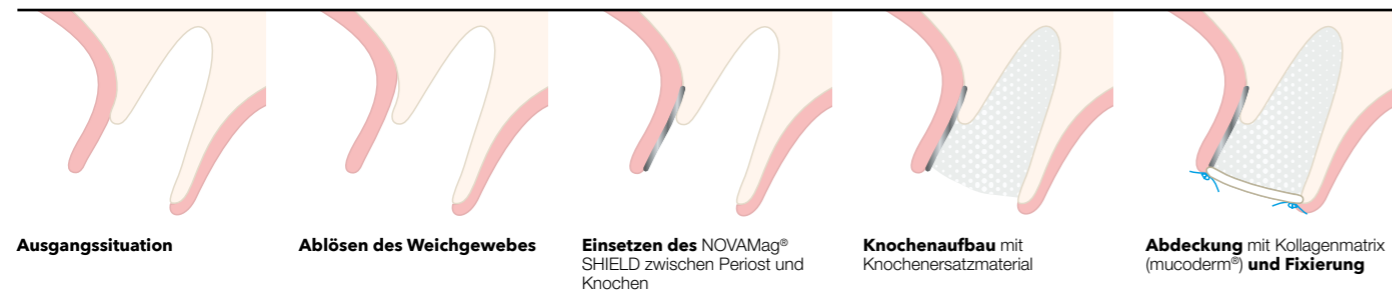 Ausgangssituation
Ablösen des Weichgewebes
Einsetzen des NOVAMag®
SHIELD zwischen Periost und
Knochen
Knochenaufbau mit
Knochenersatzmaterial
Abdeckung mit Kollagenmatrix
(mucoderm®) und Fixierung